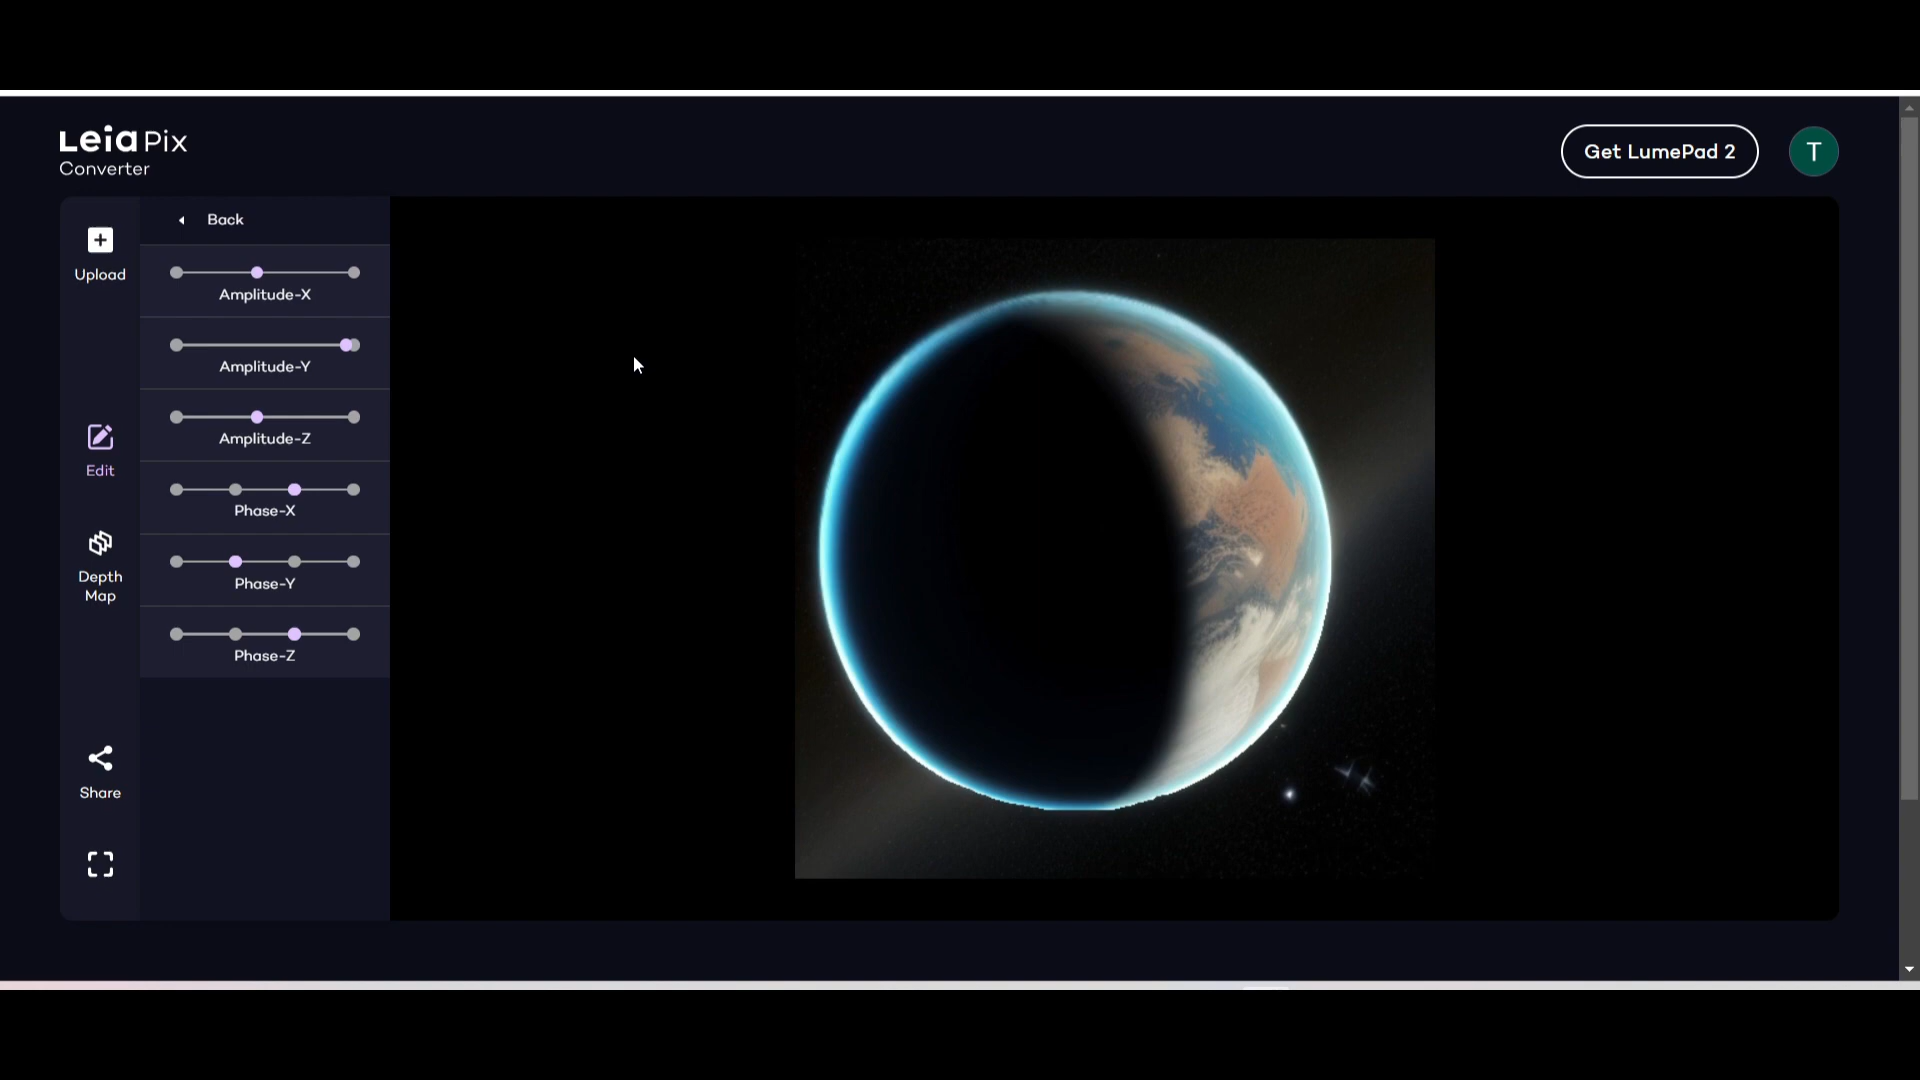 Leia Pix
Converter
Get LumePad 2
T
Upload
Back
Amplitude-X
Amplitude-Y
Amplitude-Z
Edit
Phase-X
Depth
Map
Phase-Y
Phase-Z
Share